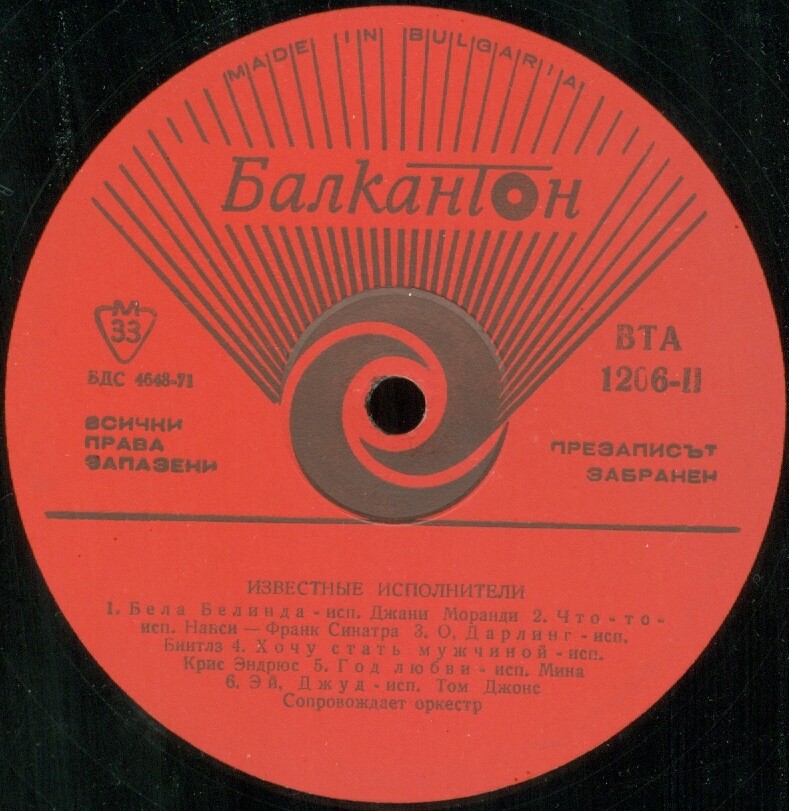 MADE IN BULGARIA
Балкантон
М
33
БДС 4648-71
ВСИЧКИ
ПРАВА
ЗАПАЗЕНИ
ВТА
1206-II
ПРЕЗАПИСЪТ
ЗАБРАНЕН
ИЗВЕСТНЫЕ ИСПОЛНИТЕЛИ
1. Бела Белинда - исп. Джани Моранди 2. Что-то-
исп. Нанси — Франк Синатра 3. О, Дарлинг - исп.
Биитлз 4. Хочу стать мужчиной - исп.
Крис Эндрюс 5. Год любви - исп. Мина
6. Эй, Джуд - исп. Том Джонс
Сопровождает оркестр